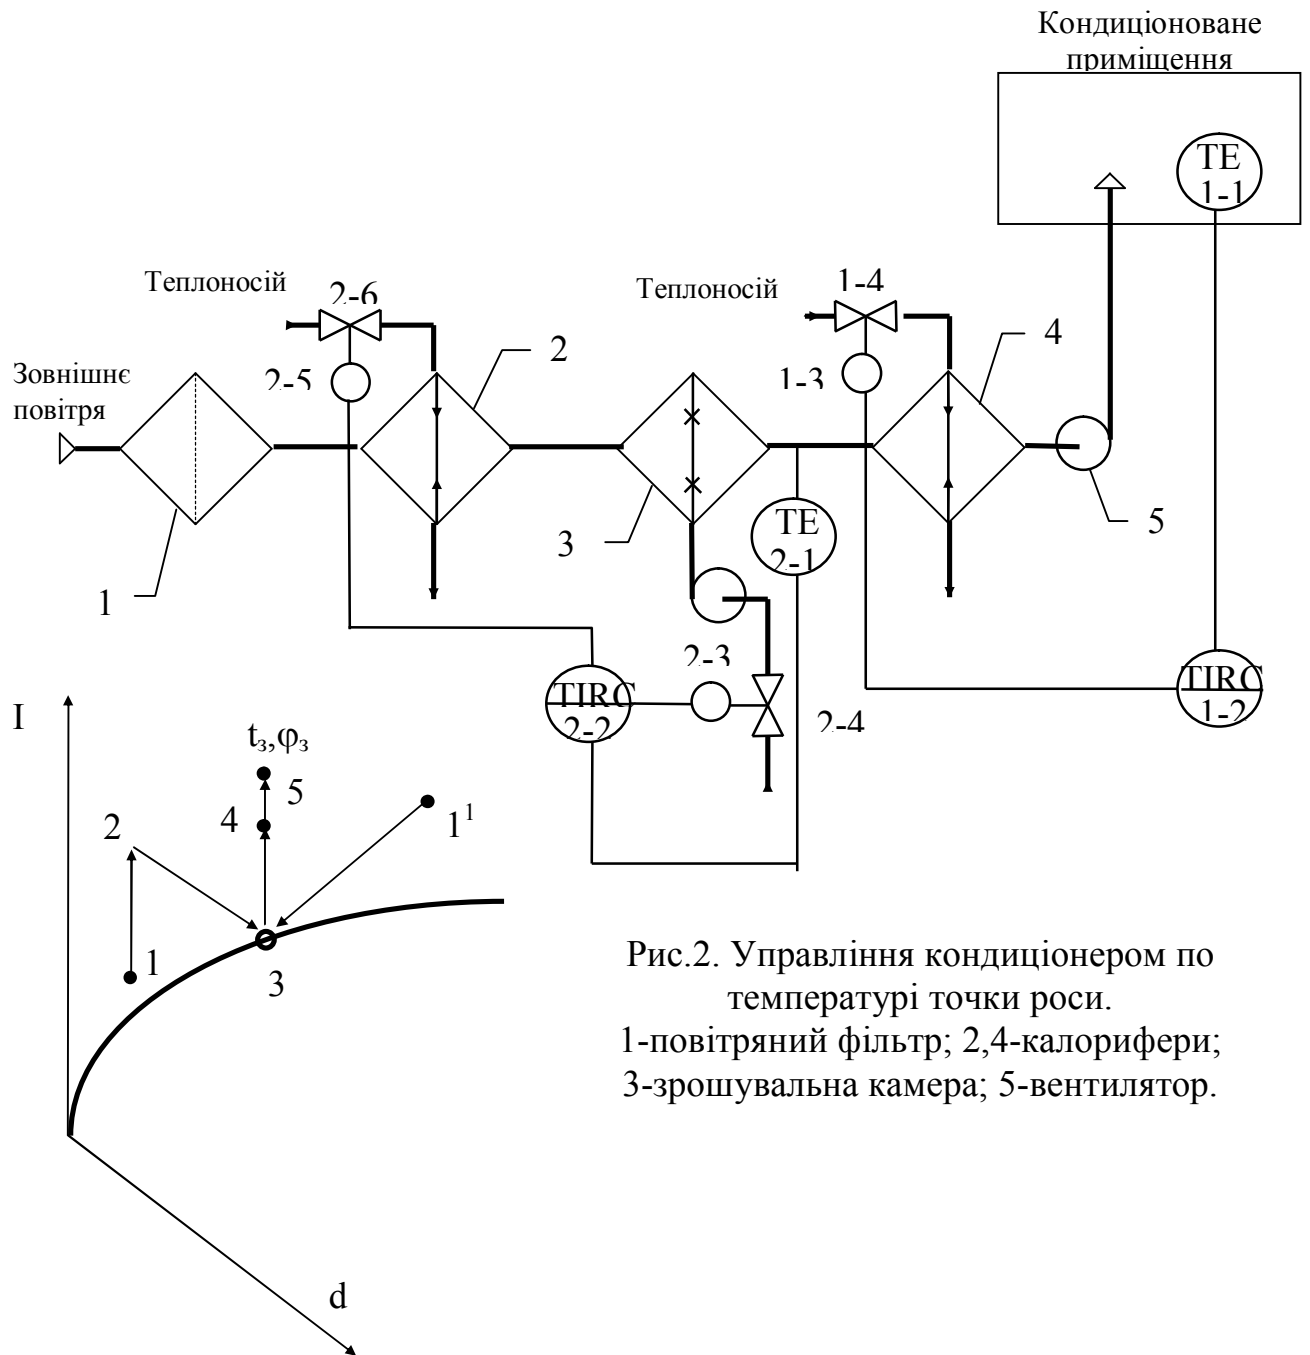 Кондиціоноване
приміщення
TE
1-1
Теплоносій
2-6
Теплоносій
1-4
2
4
Зовнішнє
повітря
2-5
1-3
1
3
TE
2-1
5
2-3
TIRC
2-2
2-4
TIRC
1-2
I
tз,φз
5
4
2
1¹
1
3
d
Рис.2. Управління кондиціонером по
температурі точки роси.
1-повітряний фільтр; 2,4-калорифери;
3-зрошувальна камера; 5-вентилятор.